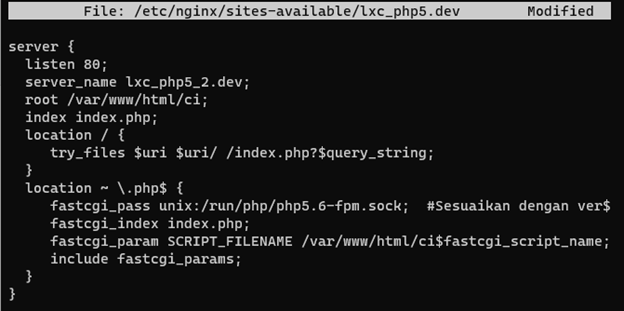 File: /etc/nginx/sites-available/lxc_php5.dev Modified
server {
listen 80;
server_name lxc_php5_2.dev;
root /var/www/html/ci;
index index.php;
location / {
try_files $uri $uri/ /index.php?$query_string;
}
location ~ \.php$ {
fastcgi_pass unix:/run/php/php5.6-fpm.sock; #Sesuaikan dengan ver$
fastcgi_index index.php;
fastcgi_param SCRIPT_FILENAME /var/www/html/ci$fastcgi_script_name;
include fastcgi_params;
}
}